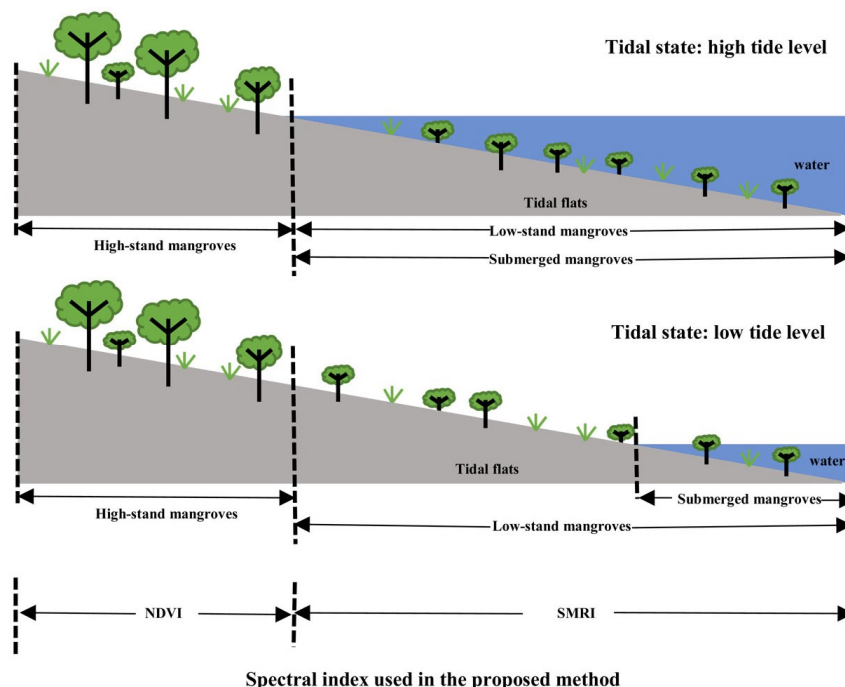 Tidal state: high tide level
water
Tidal flats
High-stand mangroves
Low-stand mangroves
Submerged mangroves
Tidal state: low tide level
Tidal flats
water
High-stand mangroves
Submerged mangroves
Low-stand mangroves
NDVI
SMRI
Spectral index used in the proposed method